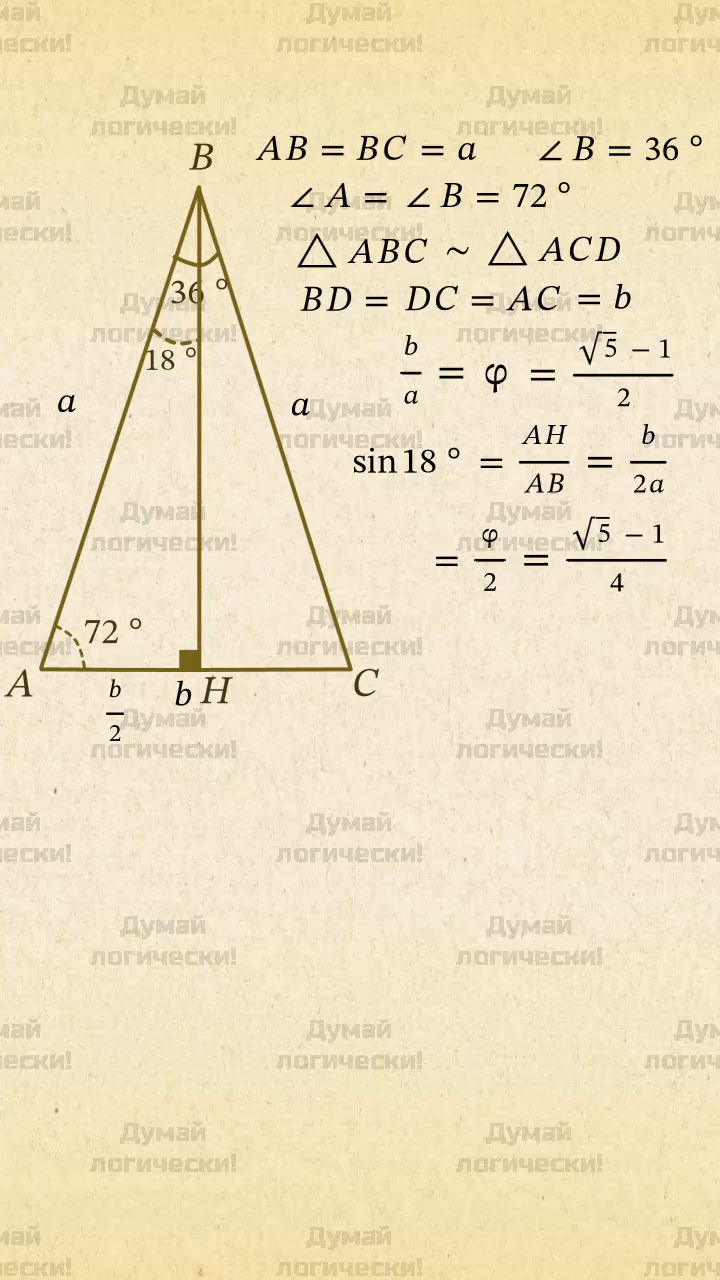 B
AB = BC = a ∠ B = 36 °
∠ A = ∠ B = 72 °
△ ABC ~ △ ACD
36 °
BD = DC = AC = b
18 °
b/a = φ = (√5 − 1)/2
a
a
sin 18 ° = AH/AB = b/2a
= φ/2 = (√5 − 1)/4
72 °
A b/2 b H C
Думай
логически!